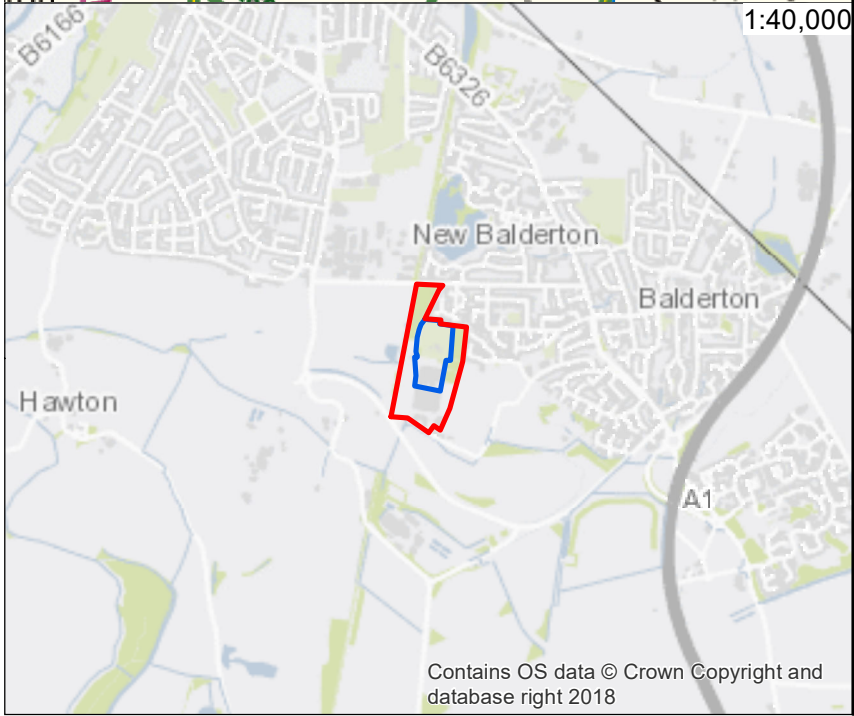 1:40,000
B6166
B6326
New Balderton
Balderton
Hawton
A1
Contains OS data © Crown Copyright and
database right 2018